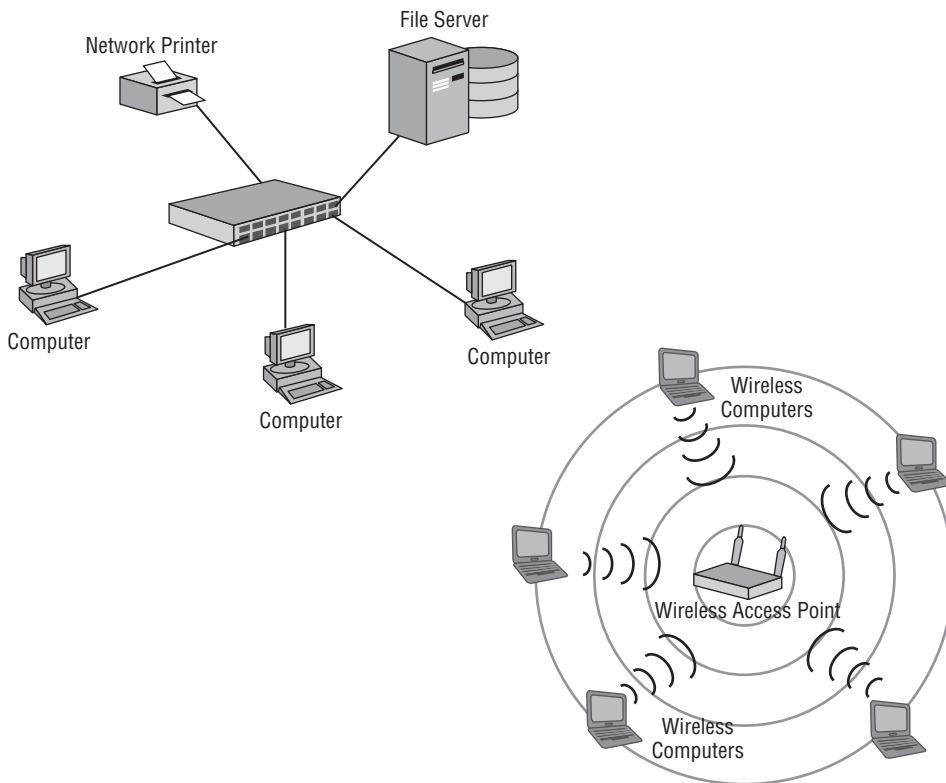 File Server
Network Printer
Computer
Computer
Computer
Wireless
Computers
Wireless Access Point
Wireless
Computers